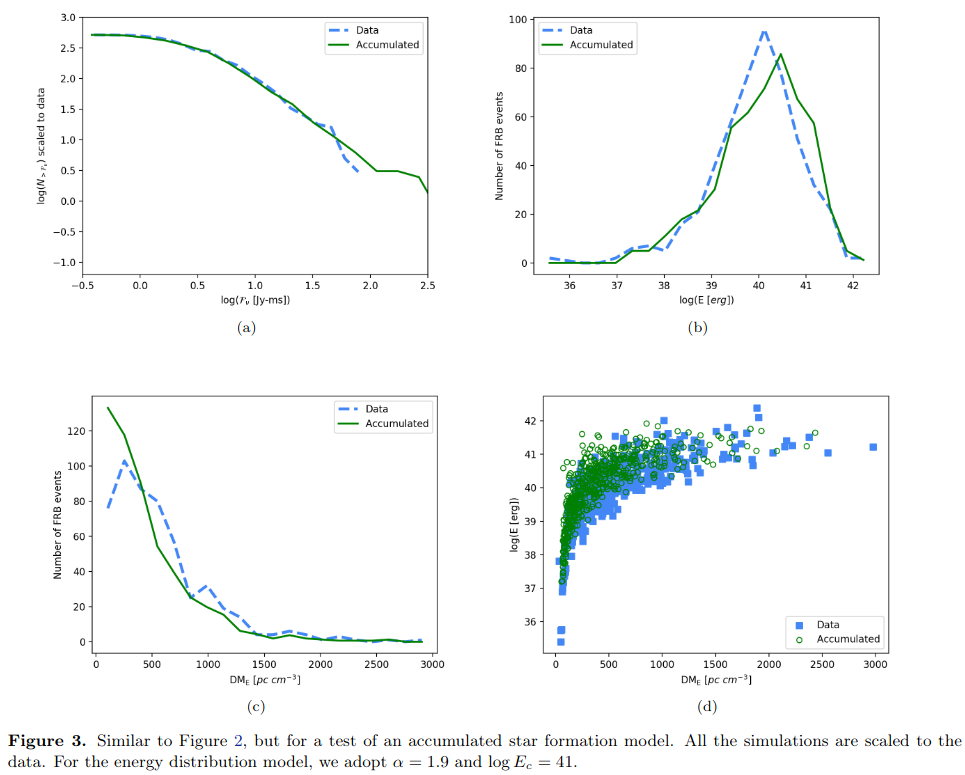 3.0
2.5
2.0
1.5
1.0
0.5
0.0
−0.5
−1.0
−0.5 0.0 0.5 1.0 1.5 2.0 2.5
log(N_{>F_ν}) scaled to data
log(F_ν [Jy-ms])
Data
Accumulated
(a)
100
80
60
40
20
0
36 37 38 39 40 41 42
Number of FRB events
log(E [erg])
Data
Accumulated
(b)
120
100
80
60
40
20
0
0 500 1000 1500 2000 2500 3000
Number of FRB events
DM_E [pc cm⁻³]
Data
Accumulated
(c)
42
41
40
39
38
37
36
0 500 1000 1500 2000 2500 3000
log(E [erg])
DM_E [pc cm⁻³]
Data
Accumulated
(d)
Figure 3. Similar to Figure 2, but for a test of an accumulated star formation model. All the simulations are scaled to the
data. For the energy distribution model, we adopt α = 1.9 and log E_c = 41.